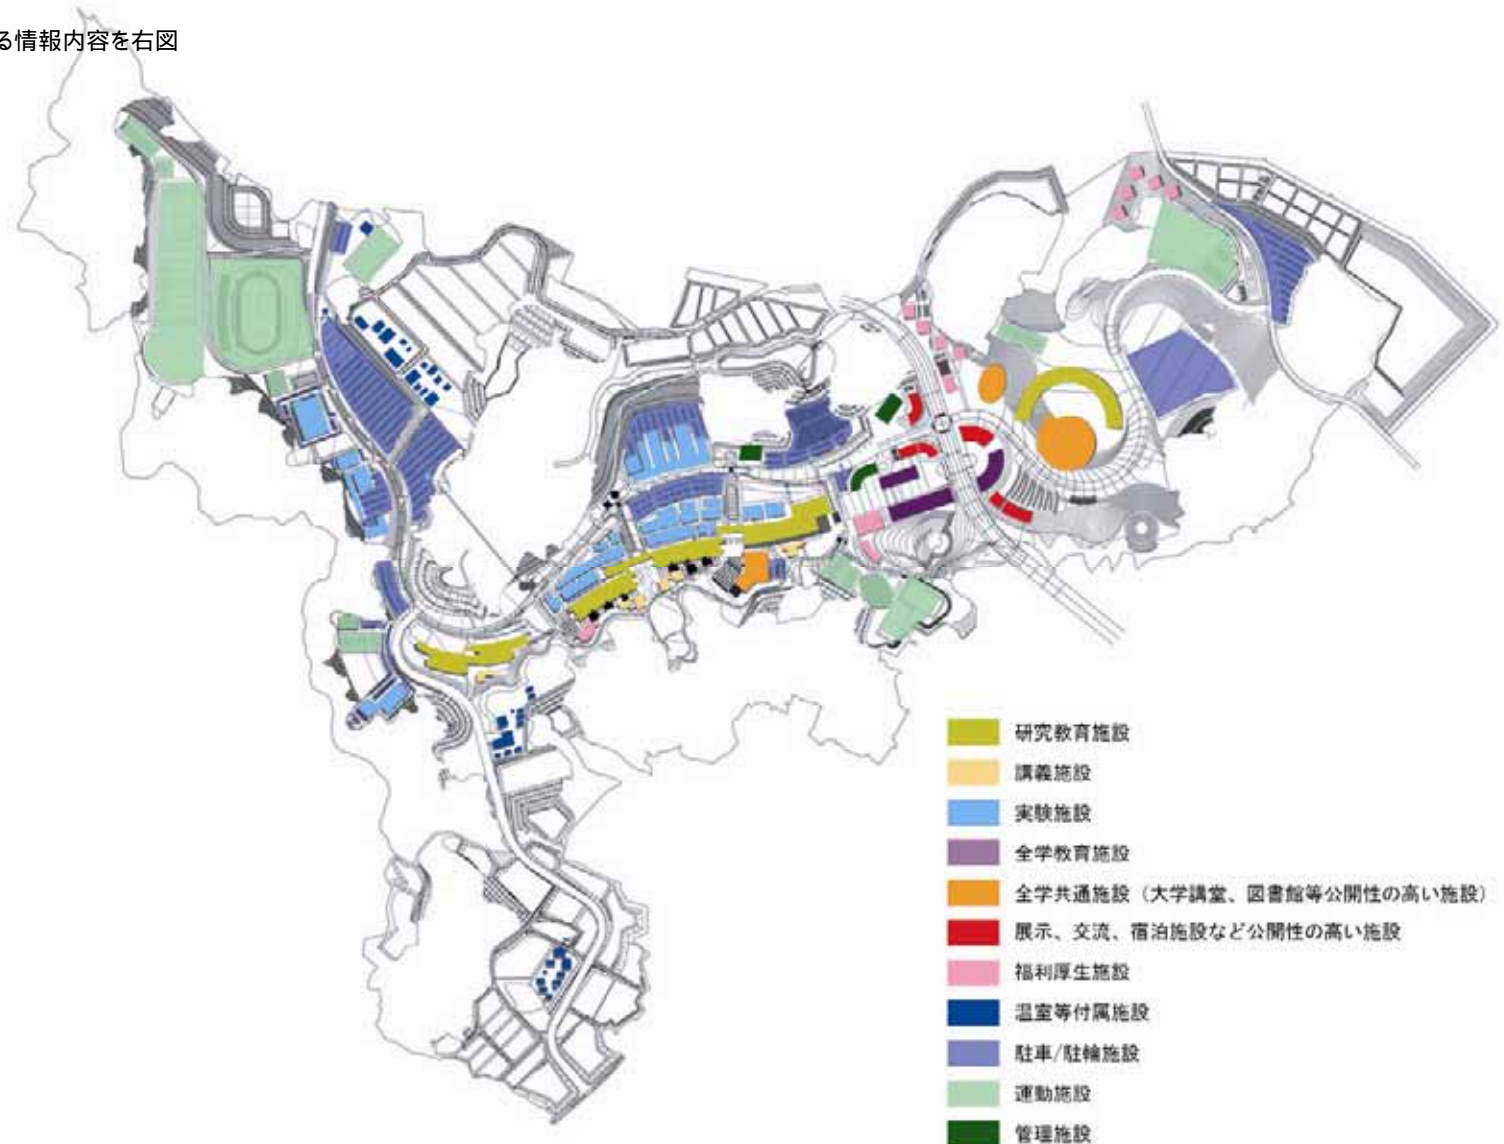 る情報内容を右図
研究教育施設
講義施設
実験施設
全学教育施設
全学共通施設（大学講堂、図書館等公開性の高い施設）
展示、交流、宿泊施設など公開性の高い施設
福利厚生施設
温室等付属施設
駐車/駐輪施設
運動施設
管理施設